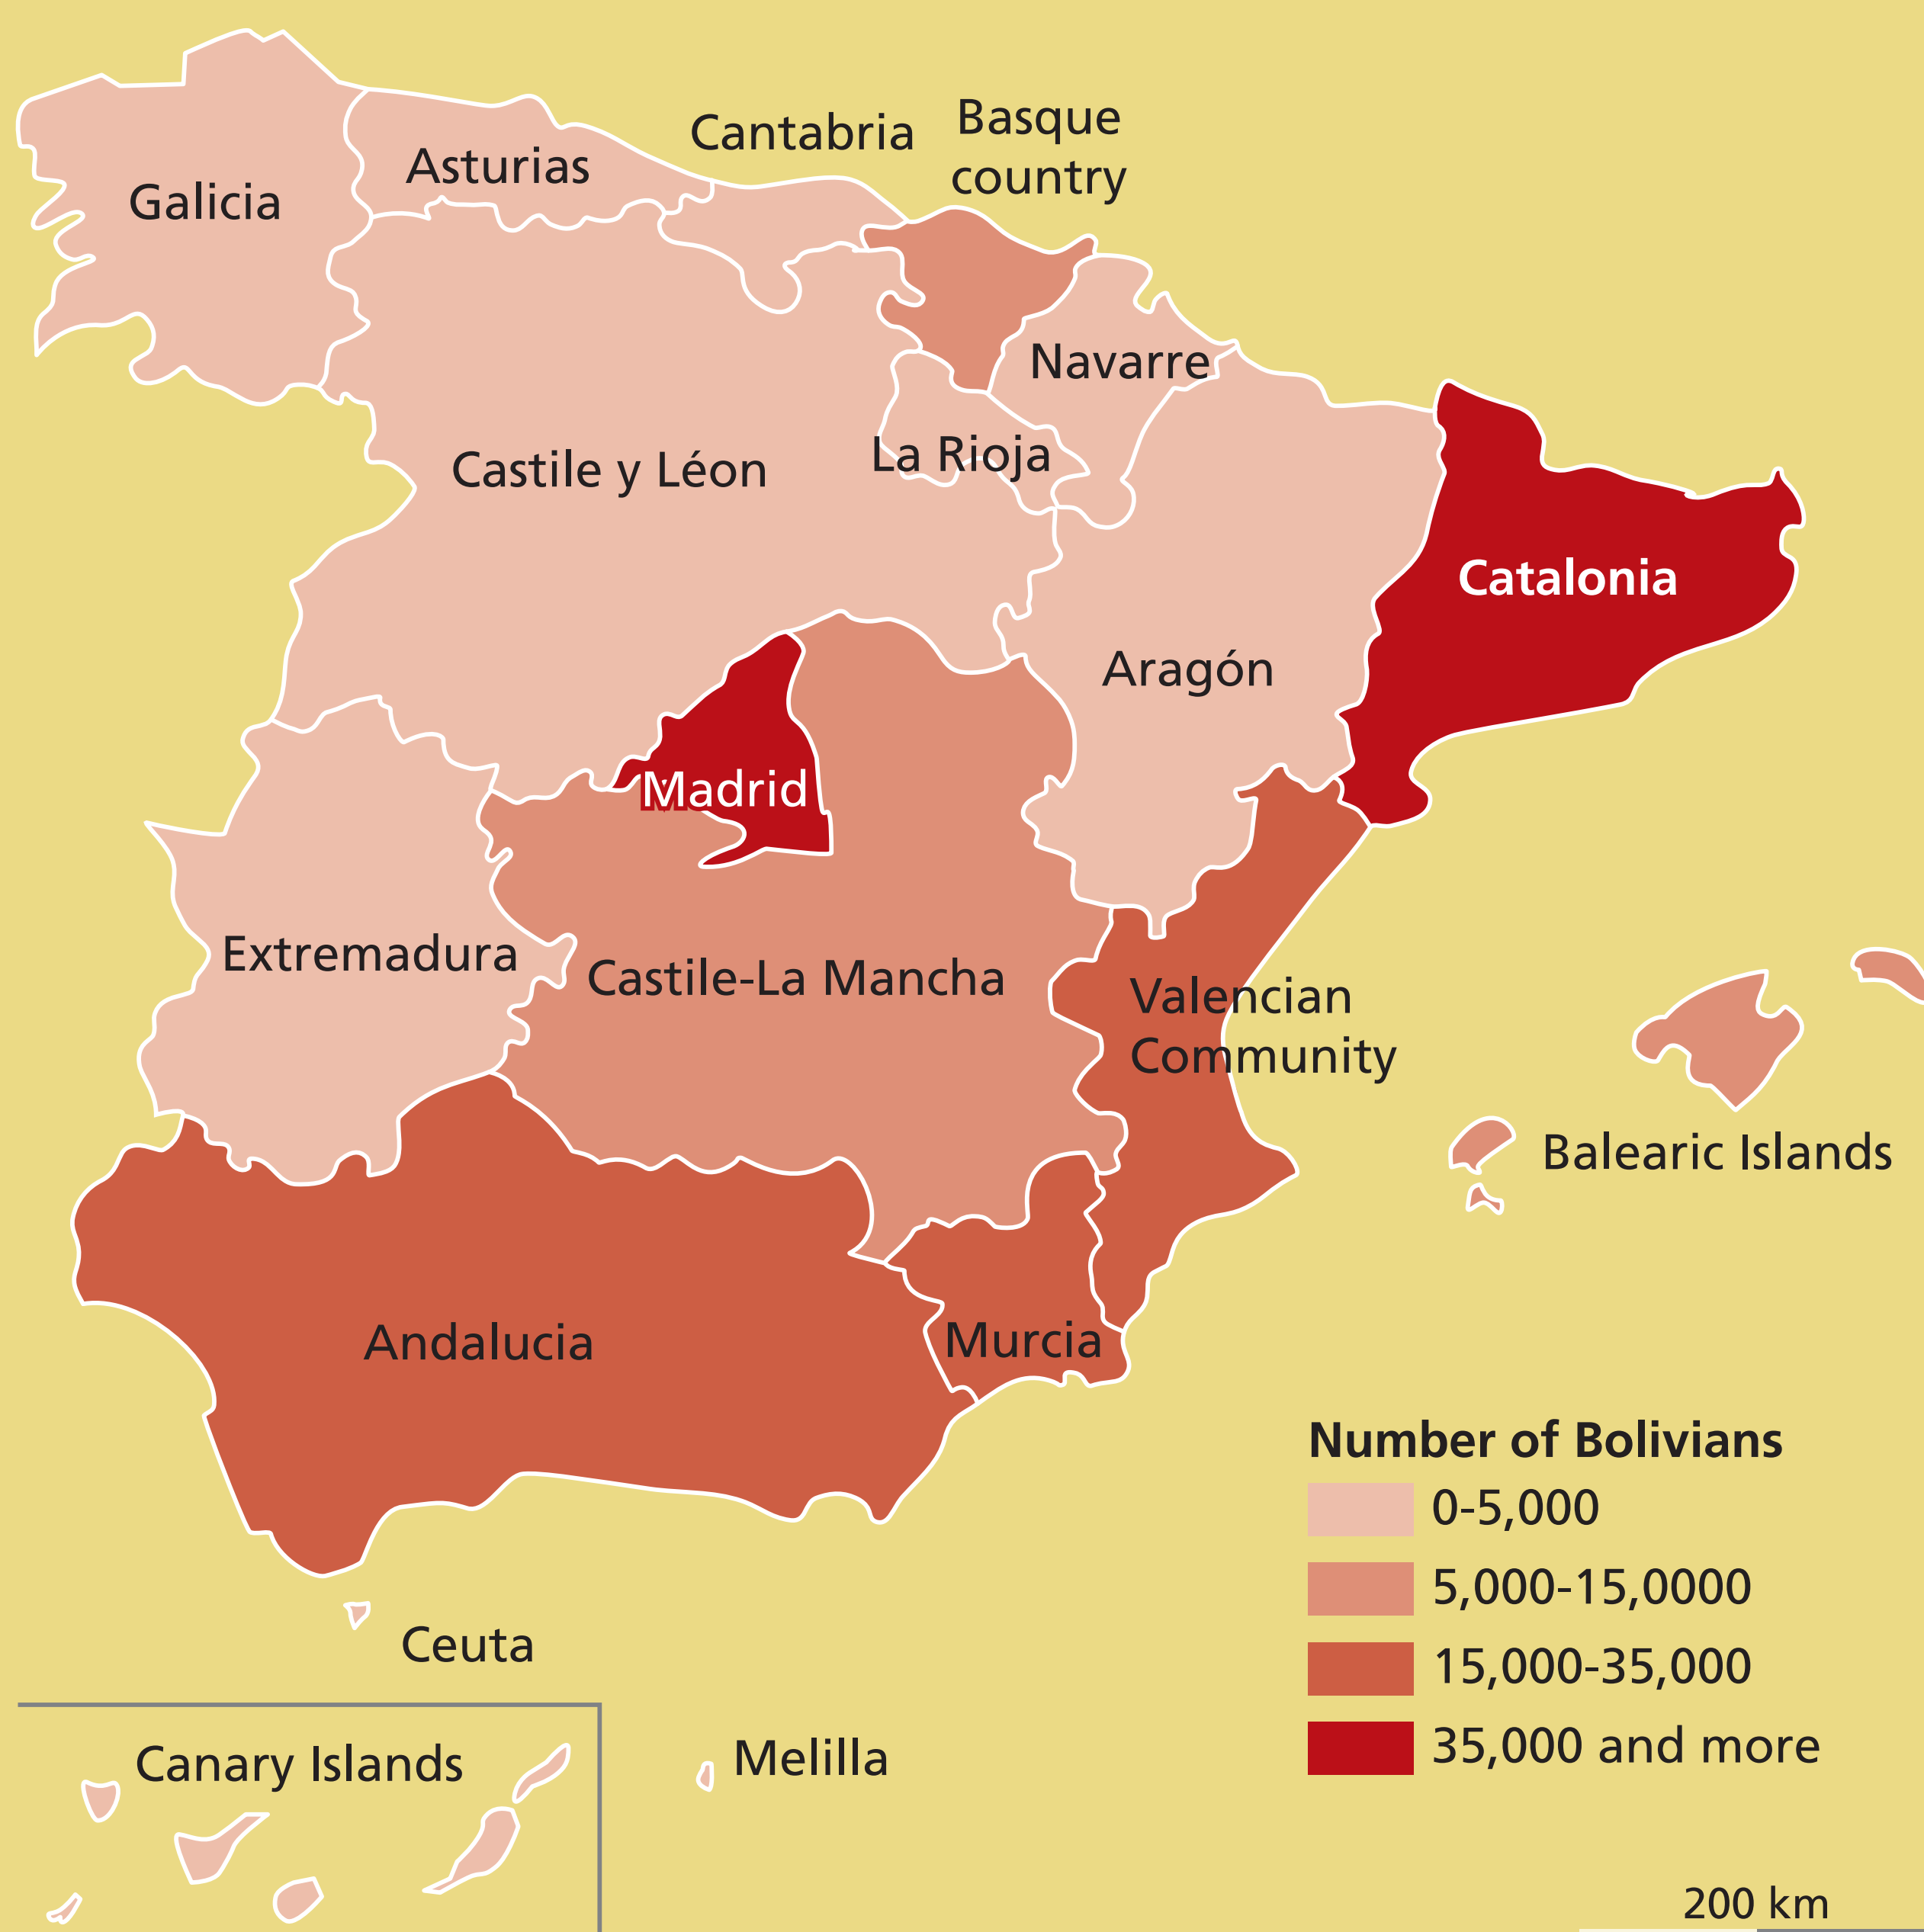 Cantabria
Basque
country
Asturias
Galicia
Navarre
La Rioja
Castile y Léon
Catalonia
Aragón
Madrid
Extremadura
Castile-La Mancha
Valencian
Community
Balearic Islands
Andalucia
Murcia
Number of Bolivians
0-5,000
5,000-15,0000
15,000-35,000
35,000 and more
Ceuta
Canary Islands
Melilla
200 km